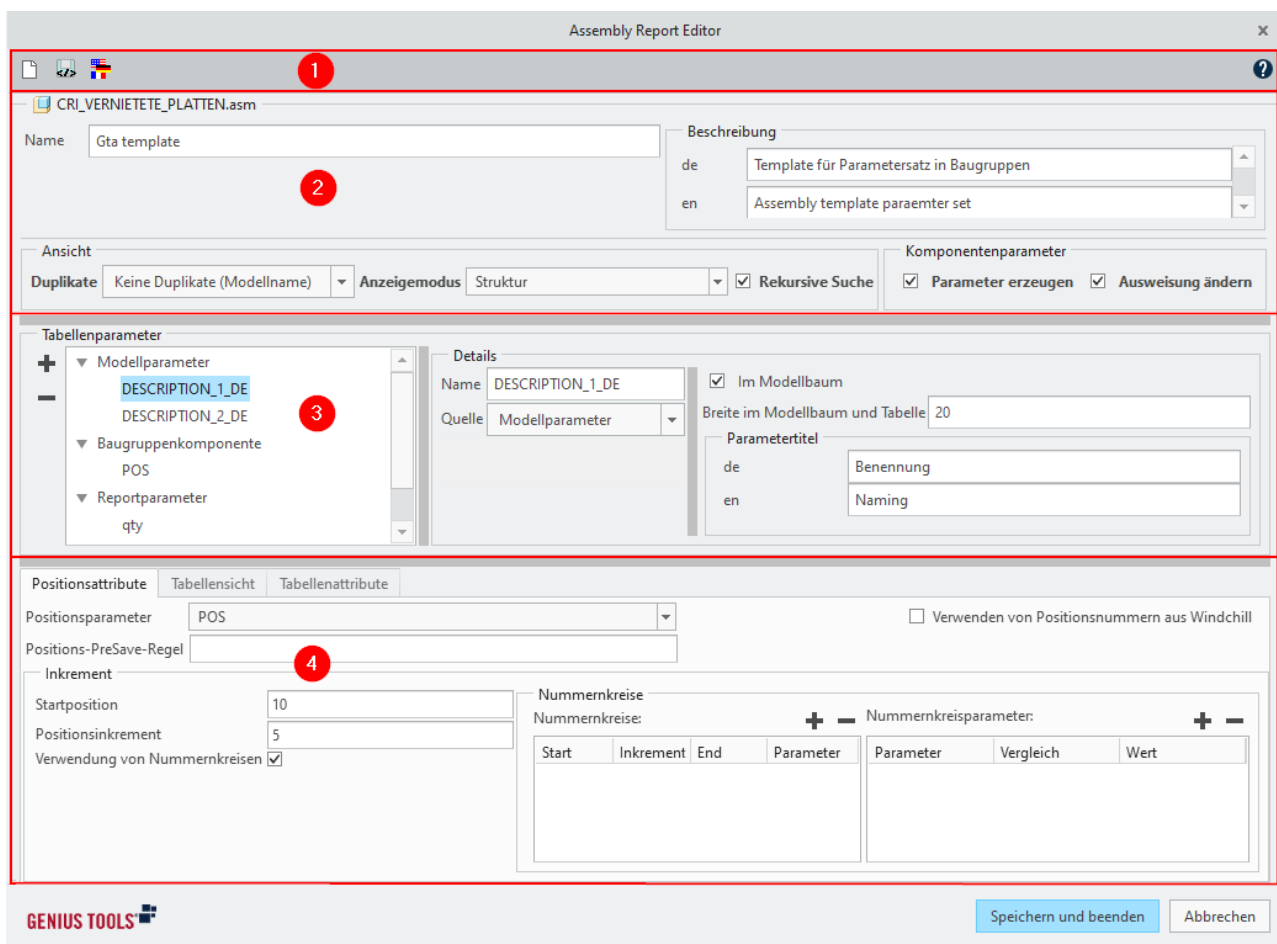 Assembly Report Editor
1
CRI_VERNIETETE_PLATTEN.asm
Name Gta template
Beschreibung
de Template für Parametersatz in Baugruppen
en Assembly template paraemter set
2
Ansicht
Duplikate Keine Duplikate (Modellname) Anzeigemodus Struktur Rekursive Suche
Komponentenparameter
Parameter erzeugen Ausweisung ändern
Tabellenparameter
Modellparameter
DESCRIPTION_1_DE
DESCRIPTION_2_DE
3
Baugruppenkomponente
POS
Reportparameter
qty
Details
Name DESCRIPTION_1_DE
Quelle Modellparameter
Im Modellbaum
Breite im Modellbaum und Tabelle 20
Parametertitel
de Benennung
en Naming
Positionsattribute Tabellensicht Tabellenattribute
Positionsparameter POS
Verwenden von Positionsnummern aus Windchill
Positions-PreSave-Regel
4
Inkrement
Startposition 10
Positionsinkrement 5
Verwendung von Nummernkreisen
Nummernkreise
Nummernkreise: Nummernkreisparameter:
Start Inkrement End Parameter Parameter Vergleich Wert
GENIUS TOOLS
Speichern und beenden Abbrechen